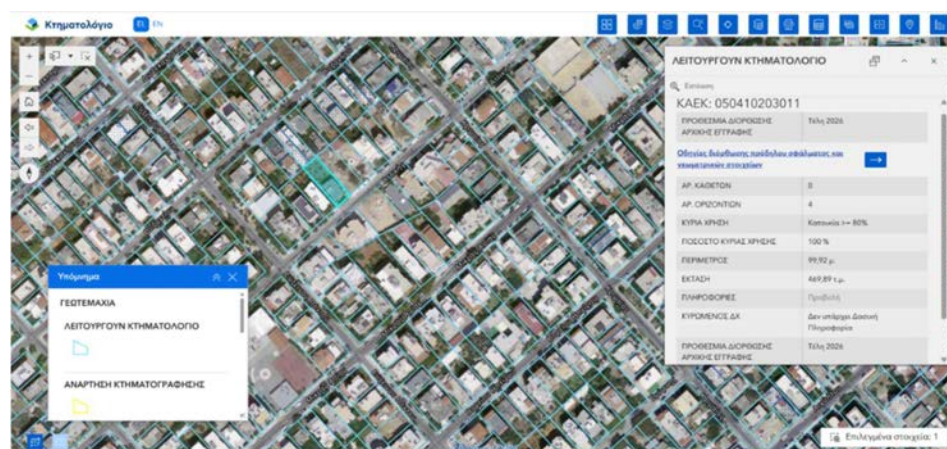 Κτηματολόγιο
EL EN
ΛΕΙΤΟΥΡΓΟΥΝ ΚΤΗΜΑΤΟΛΟΓΙΟ
Εστίαση
ΚΑΕΚ: 050410203011
ΠΡΟΘΕΣΜΙΑ ΔΙΟΡΘΩΣΗΣ ΑΡΧΙΚΗΣ ΕΓΓΡΑΦΗΣ Τέλη 2026
Οδηγίες διόρθωσης πρόδηλου σφάλματος και γεωμετρικών στοιχείων
ΑΡ. ΚΑΘΕΤΩΝ 0
ΑΡ. ΟΡΙΖΟΝΤΙΩΝ 4
ΚΥΡΙΑ ΧΡΗΣΗ Κατοικία >= 80%
ΠΟΣΟΣΤΟ ΚΥΡΙΑΣ ΧΡΗΣΗΣ 100 %
ΠΕΡΙΜΕΤΡΟΣ 99,92 μ.
ΕΚΤΑΣΗ 469,89 τ.μ.
ΠΛΗΡΟΦΟΡΙΕΣ Προβολή
ΚΥΡΩΜΕΝΟΣ ΔΧ Δεν υπάρχει Δασική Πληροφορία
ΠΡΟΘΕΣΜΙΑ ΔΙΟΡΘΩΣΗΣ ΑΡΧΙΚΗΣ ΕΓΓΡΑΦΗΣ Τέλη 2026
Υπόμνημα
ΓΕΩΤΕΜΑΧΙΑ
ΛΕΙΤΟΥΡΓΟΥΝ ΚΤΗΜΑΤΟΛΟΓΙΟ
ΑΝΑΡΤΗΣΗ ΚΤΗΜΑΤΟΓΡΑΦΗΣΗΣ
Επιλεγμένα στοιχεία: 1